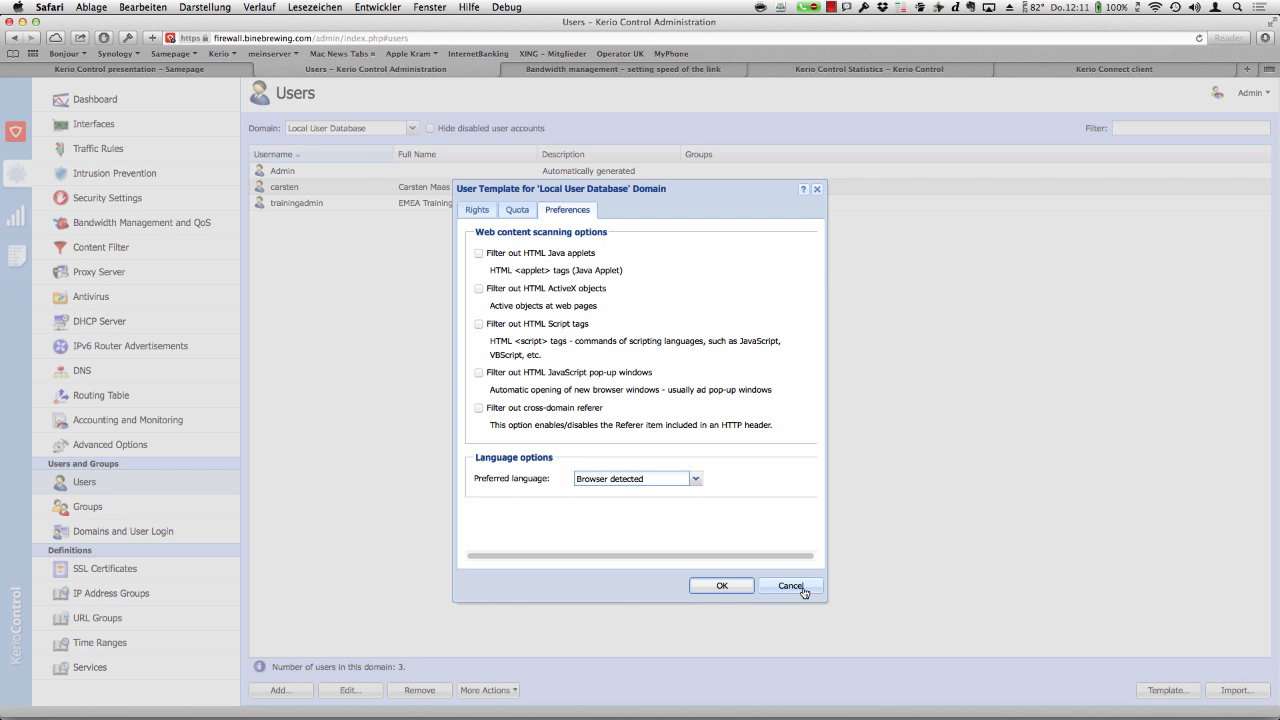 Safari Ablage Bearbeiten Darstellung Verlauf Lesezeichen Entwickler Fenster Hilfe Debug
82° Do.12:11 100%
Users – Kerio Control Administration
https firewall.binebrewing.com/admin/index.php#users
Reader
Bonjour Synology Samepage Kerio meinserver Mac News Tabs Apple Kram InternetBanking XING – Mitglieder Operator UK MyPhone
Kerio Control presentation – Samepage
Users – Kerio Control Administration
Bandwidth management – setting speed of the link
Kerio Control Statistics – Kerio Control
Kerio Connect client
Users
Admin
Domain: Local User Database Hide disabled user accounts Filter:
Username Full Name Description Groups
Admin Automatically generated
carsten Carsten Maas
trainingadmin EMEA Training
Dashboard
Interfaces
Traffic Rules
Intrusion Prevention
Security Settings
Bandwidth Management and QoS
Content Filter
Proxy Server
Antivirus
DHCP Server
IPv6 Router Advertisements
DNS
Routing Table
Accounting and Monitoring
Advanced Options
Users and Groups
Users
Groups
Domains and User Login
Definitions
SSL Certificates
IP Address Groups
URL Groups
Time Ranges
Services
KerioControl
User Template for 'Local User Database' Domain
Rights Quota Preferences
Web content scanning options
Filter out HTML Java applets
HTML <applet> tags (Java Applet)
Filter out HTML ActiveX objects
Active objects at web pages
Filter out HTML Script tags
HTML <script> tags - commands of scripting languages, such as JavaScript,
VBScript, etc.
Filter out HTML JavaScript pop-up windows
Automatic opening of new browser windows - usually ad pop-up windows
Filter out cross-domain referer
This option enables/disables the Referer item included in an HTTP header.
Language options
Preferred language: Browser detected
OK Cancel
Number of users in this domain: 3.
Add... Edit... Remove More Actions Template... Import...